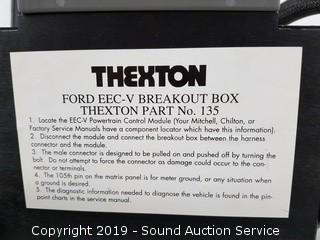 THEXTON
FORD EEC-V BREAKOUT BOX
THEXTON PART No. 135
1. Locate the EEC-V Powertrain Control Module (Your Mitchell, Chilton, or
Factory Service Manuals have a component locator which have this information).
2. Disconnect the module and connect the breakout box between the harness
connector and the module.
3. The male connector is designed to be pulled on and pushed off by turning the
bolt. Do not attempt to force the connector as damage could occur to the con-
nector or terminals.
4. The 105th pin on the matrix panel is for meter ground, or any situation when
a ground is desired.
5. The diagnostic information needed to diagnose the vehicle is found in the pin-
point charts in the service manual.
Copyright 2019 - Sound Auction Service